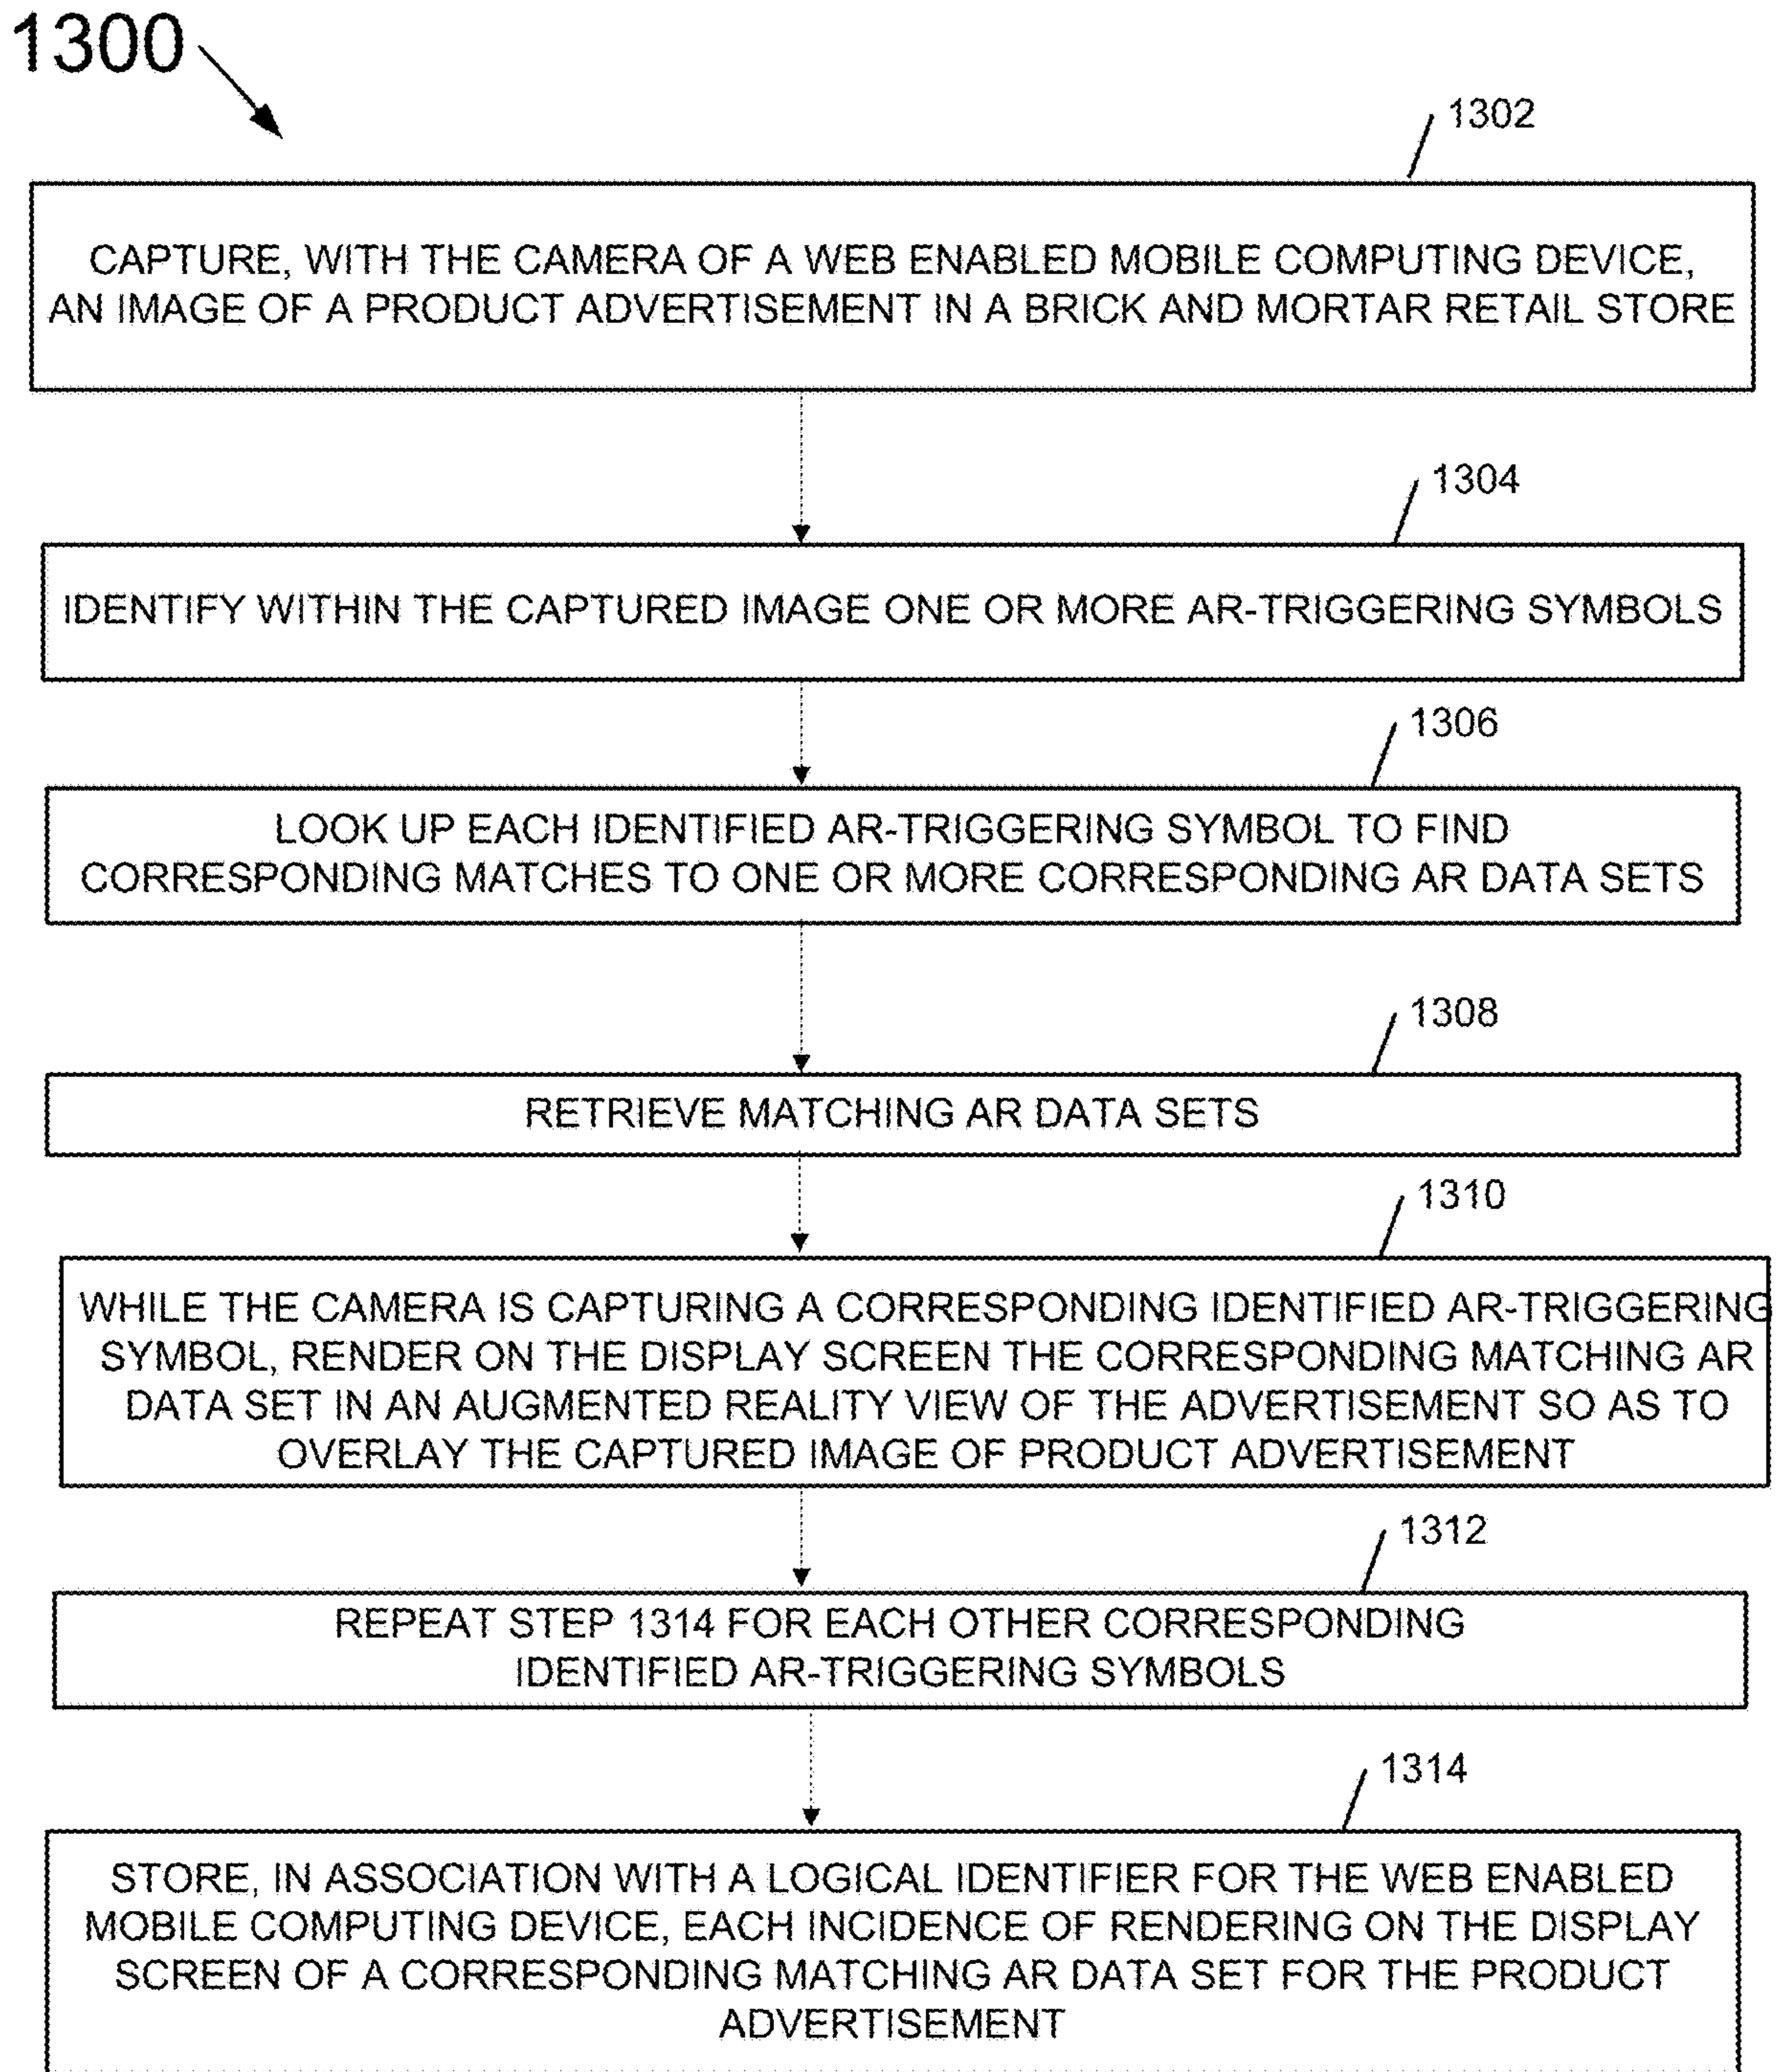 1300
1302
CAPTURE, WITH THE CAMERA OF A WEB ENABLED MOBILE COMPUTING DEVICE,
AN IMAGE OF A PRODUCT ADVERTISEMENT IN A BRICK AND MORTAR RETAIL STORE
1304
IDENTIFY WITHIN THE CAPTURED IMAGE ONE OR MORE AR-TRIGGERING SYMBOLS
1306
LOOK UP EACH IDENTIFIED AR-TRIGGERING SYMBOL TO FIND
CORRESPONDING MATCHES TO ONE OR MORE CORRESPONDING AR DATA SETS
1308
RETRIEVE MATCHING AR DATA SETS
1310
WHILE THE CAMERA IS CAPTURING A CORRESPONDING IDENTIFIED AR-TRIGGERING
SYMBOL, RENDER ON THE DISPLAY SCREEN THE CORRESPONDING MATCHING AR
DATA SET IN AN AUGMENTED REALITY VIEW OF THE ADVERTISEMENT SO AS TO
OVERLAY THE CAPTURED IMAGE OF PRODUCT ADVERTISEMENT
1312
REPEAT STEP 1314 FOR EACH OTHER CORRESPONDING
IDENTIFIED AR-TRIGGERING SYMBOLS
1314
STORE, IN ASSOCIATION WITH A LOGICAL IDENTIFIER FOR THE WEB ENABLED
MOBILE COMPUTING DEVICE, EACH INCIDENCE OF RENDERING ON THE DISPLAY
SCREEN OF A CORRESPONDING MATCHING AR DATA SET FOR THE PRODUCT
ADVERTISEMENT